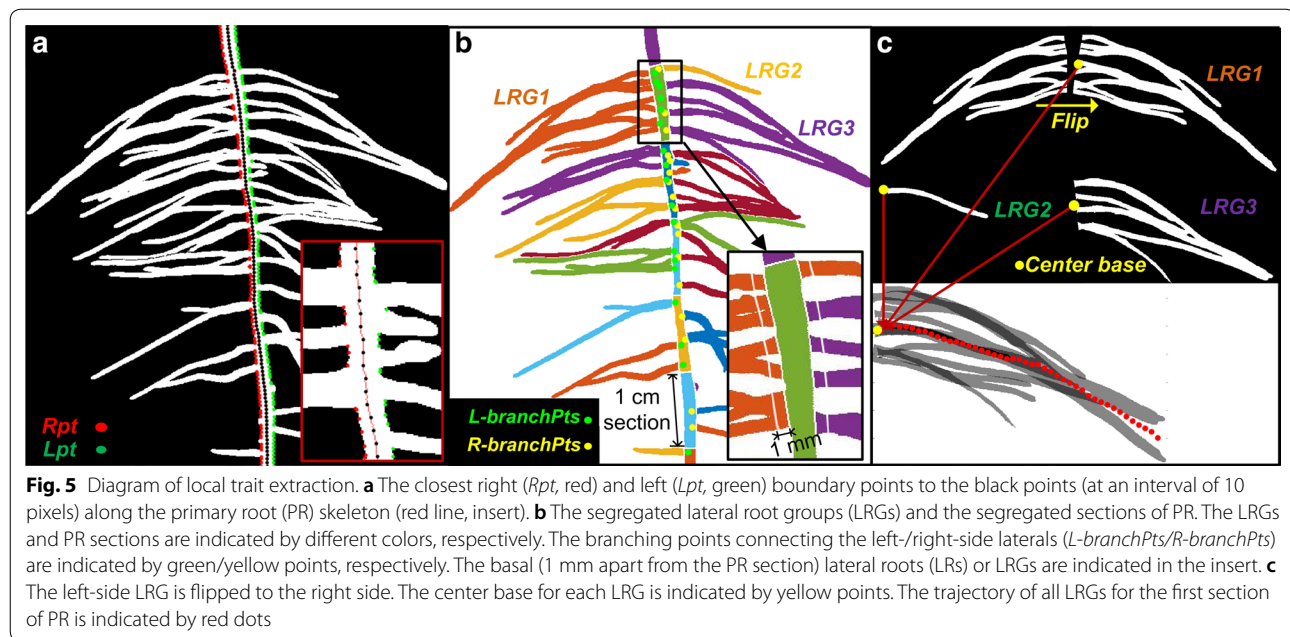 a
Rpt
Lpt
b
LRG1
LRG2
LRG3
L-branchPts
R-branchPts
1 cm
section
1 mm
c
LRG1
Flip
LRG2
LRG3
Center base
Fig. 5 Diagram of local trait extraction. a The closest right (Rpt, red) and left (Lpt, green) boundary points to the black points (at an interval of 10
pixels) along the primary root (PR) skeleton (red line, insert). b The segregated lateral root groups (LRGs) and the segregated sections of PR. The LRGs
and PR sections are indicated by different colors, respectively. The branching points connecting the left-/right-side laterals (L-branchPts/R-branchPts)
are indicated by green/yellow points, respectively. The basal (1 mm apart from the PR section) lateral roots (LRs) or LRGs are indicated in the insert. c
The left-side LRG is flipped to the right side. The center base for each LRG is indicated by yellow points. The trajectory of all LRGs for the first section
of PR is indicated by red dots